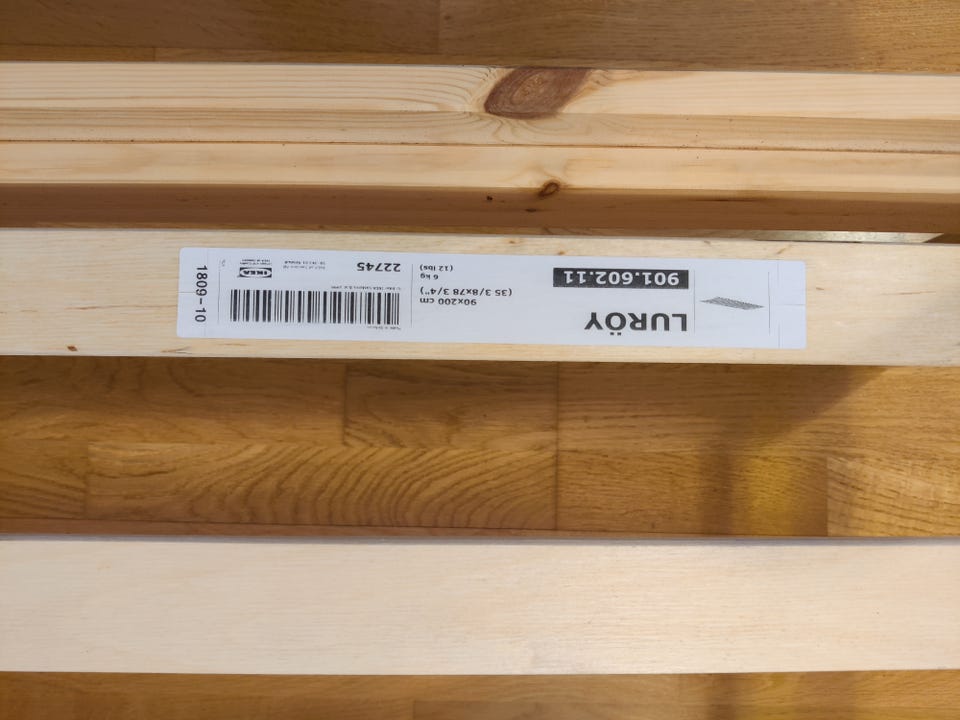 LURÖY
901.602.11
90x200 cm
(35 3/8x78 3/4")
6 kg
(12 lbs)
22745
IKEA
1809-10